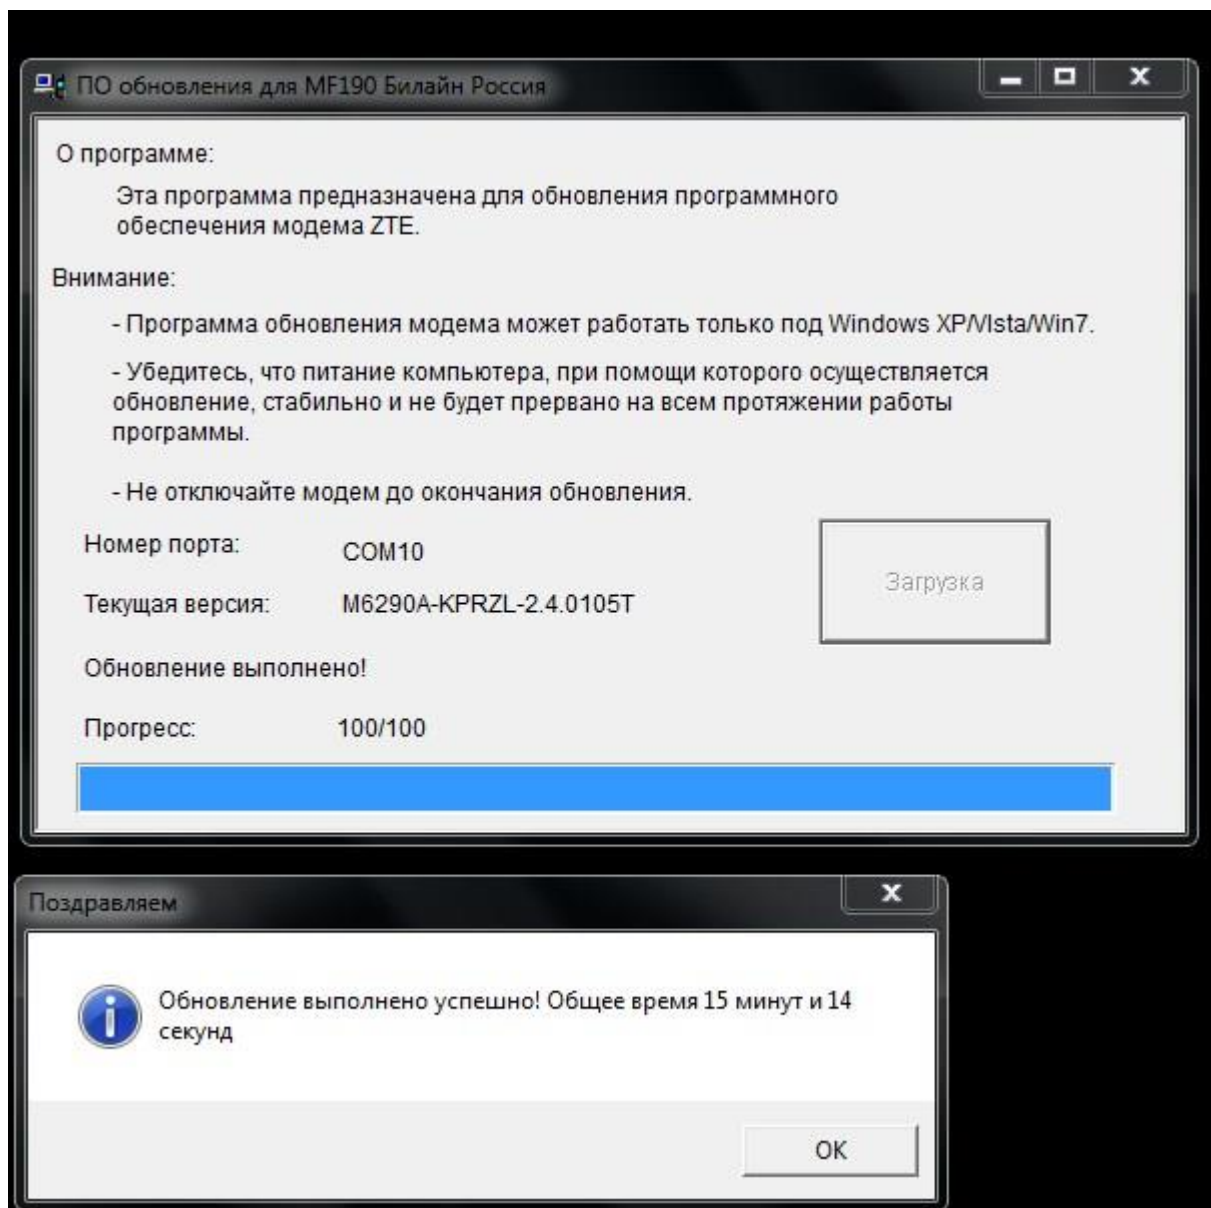 ПО обновления для MF190 Билайн Россия
О программе:
Эта программа предназначена для обновления программного
обеспечения модема ZTE.
Внимание:
- Программа обновления модема может работать только под Windows XP/VIsta/Win7.
- Убедитесь, что питание компьютера, при помощи которого осуществляется
обновление, стабильно и не будет прервано на всем протяжении работы
программы.
- Не отключайте модем до окончания обновления.
Номер порта: COM10
Загрузка
Текущая версия: M6290A-KPRZL-2.4.0105T
Обновление выполнено!
Прогресс: 100/100
Поздравляем
Обновление выполнено успешно! Общее время 15 минут и 14
секунд
OK